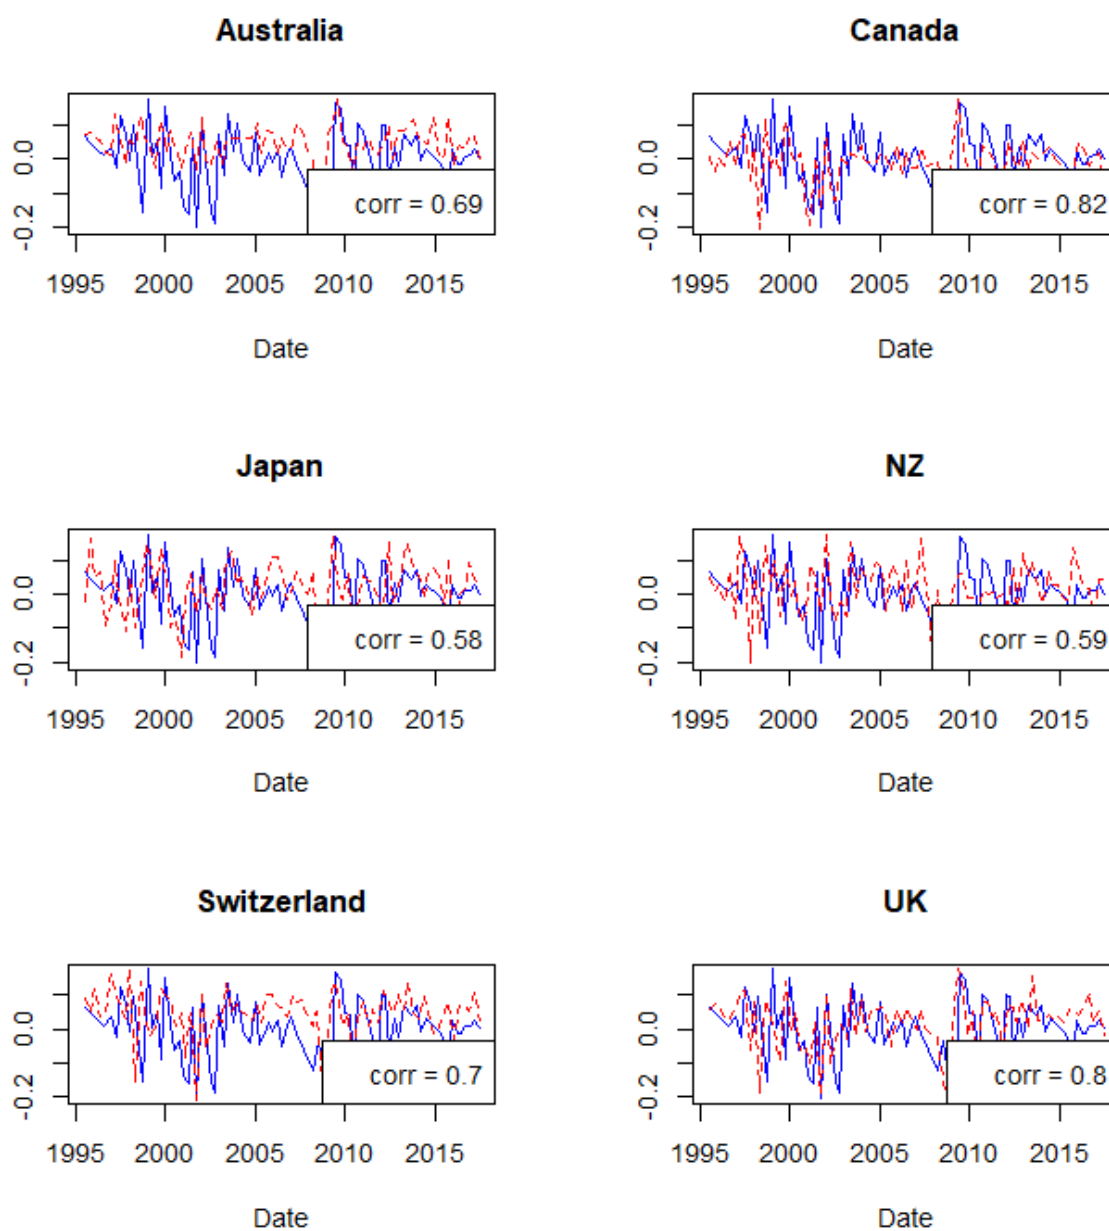 Australia
0.0
-0.2
corr = 0.69
1995 2000 2005 2010 2015
Date
Canada
0.0
-0.2
corr = 0.82
1995 2000 2005 2010 2015
Date
Japan
0.0
-0.2
corr = 0.58
1995 2000 2005 2010 2015
Date
NZ
0.0
-0.2
corr = 0.59
1995 2000 2005 2010 2015
Date
Switzerland
0.0
-0.2
corr = 0.7
1995 2000 2005 2010 2015
Date
UK
0.0
-0.2
corr = 0.8
1995 2000 2005 2010 2015
Date